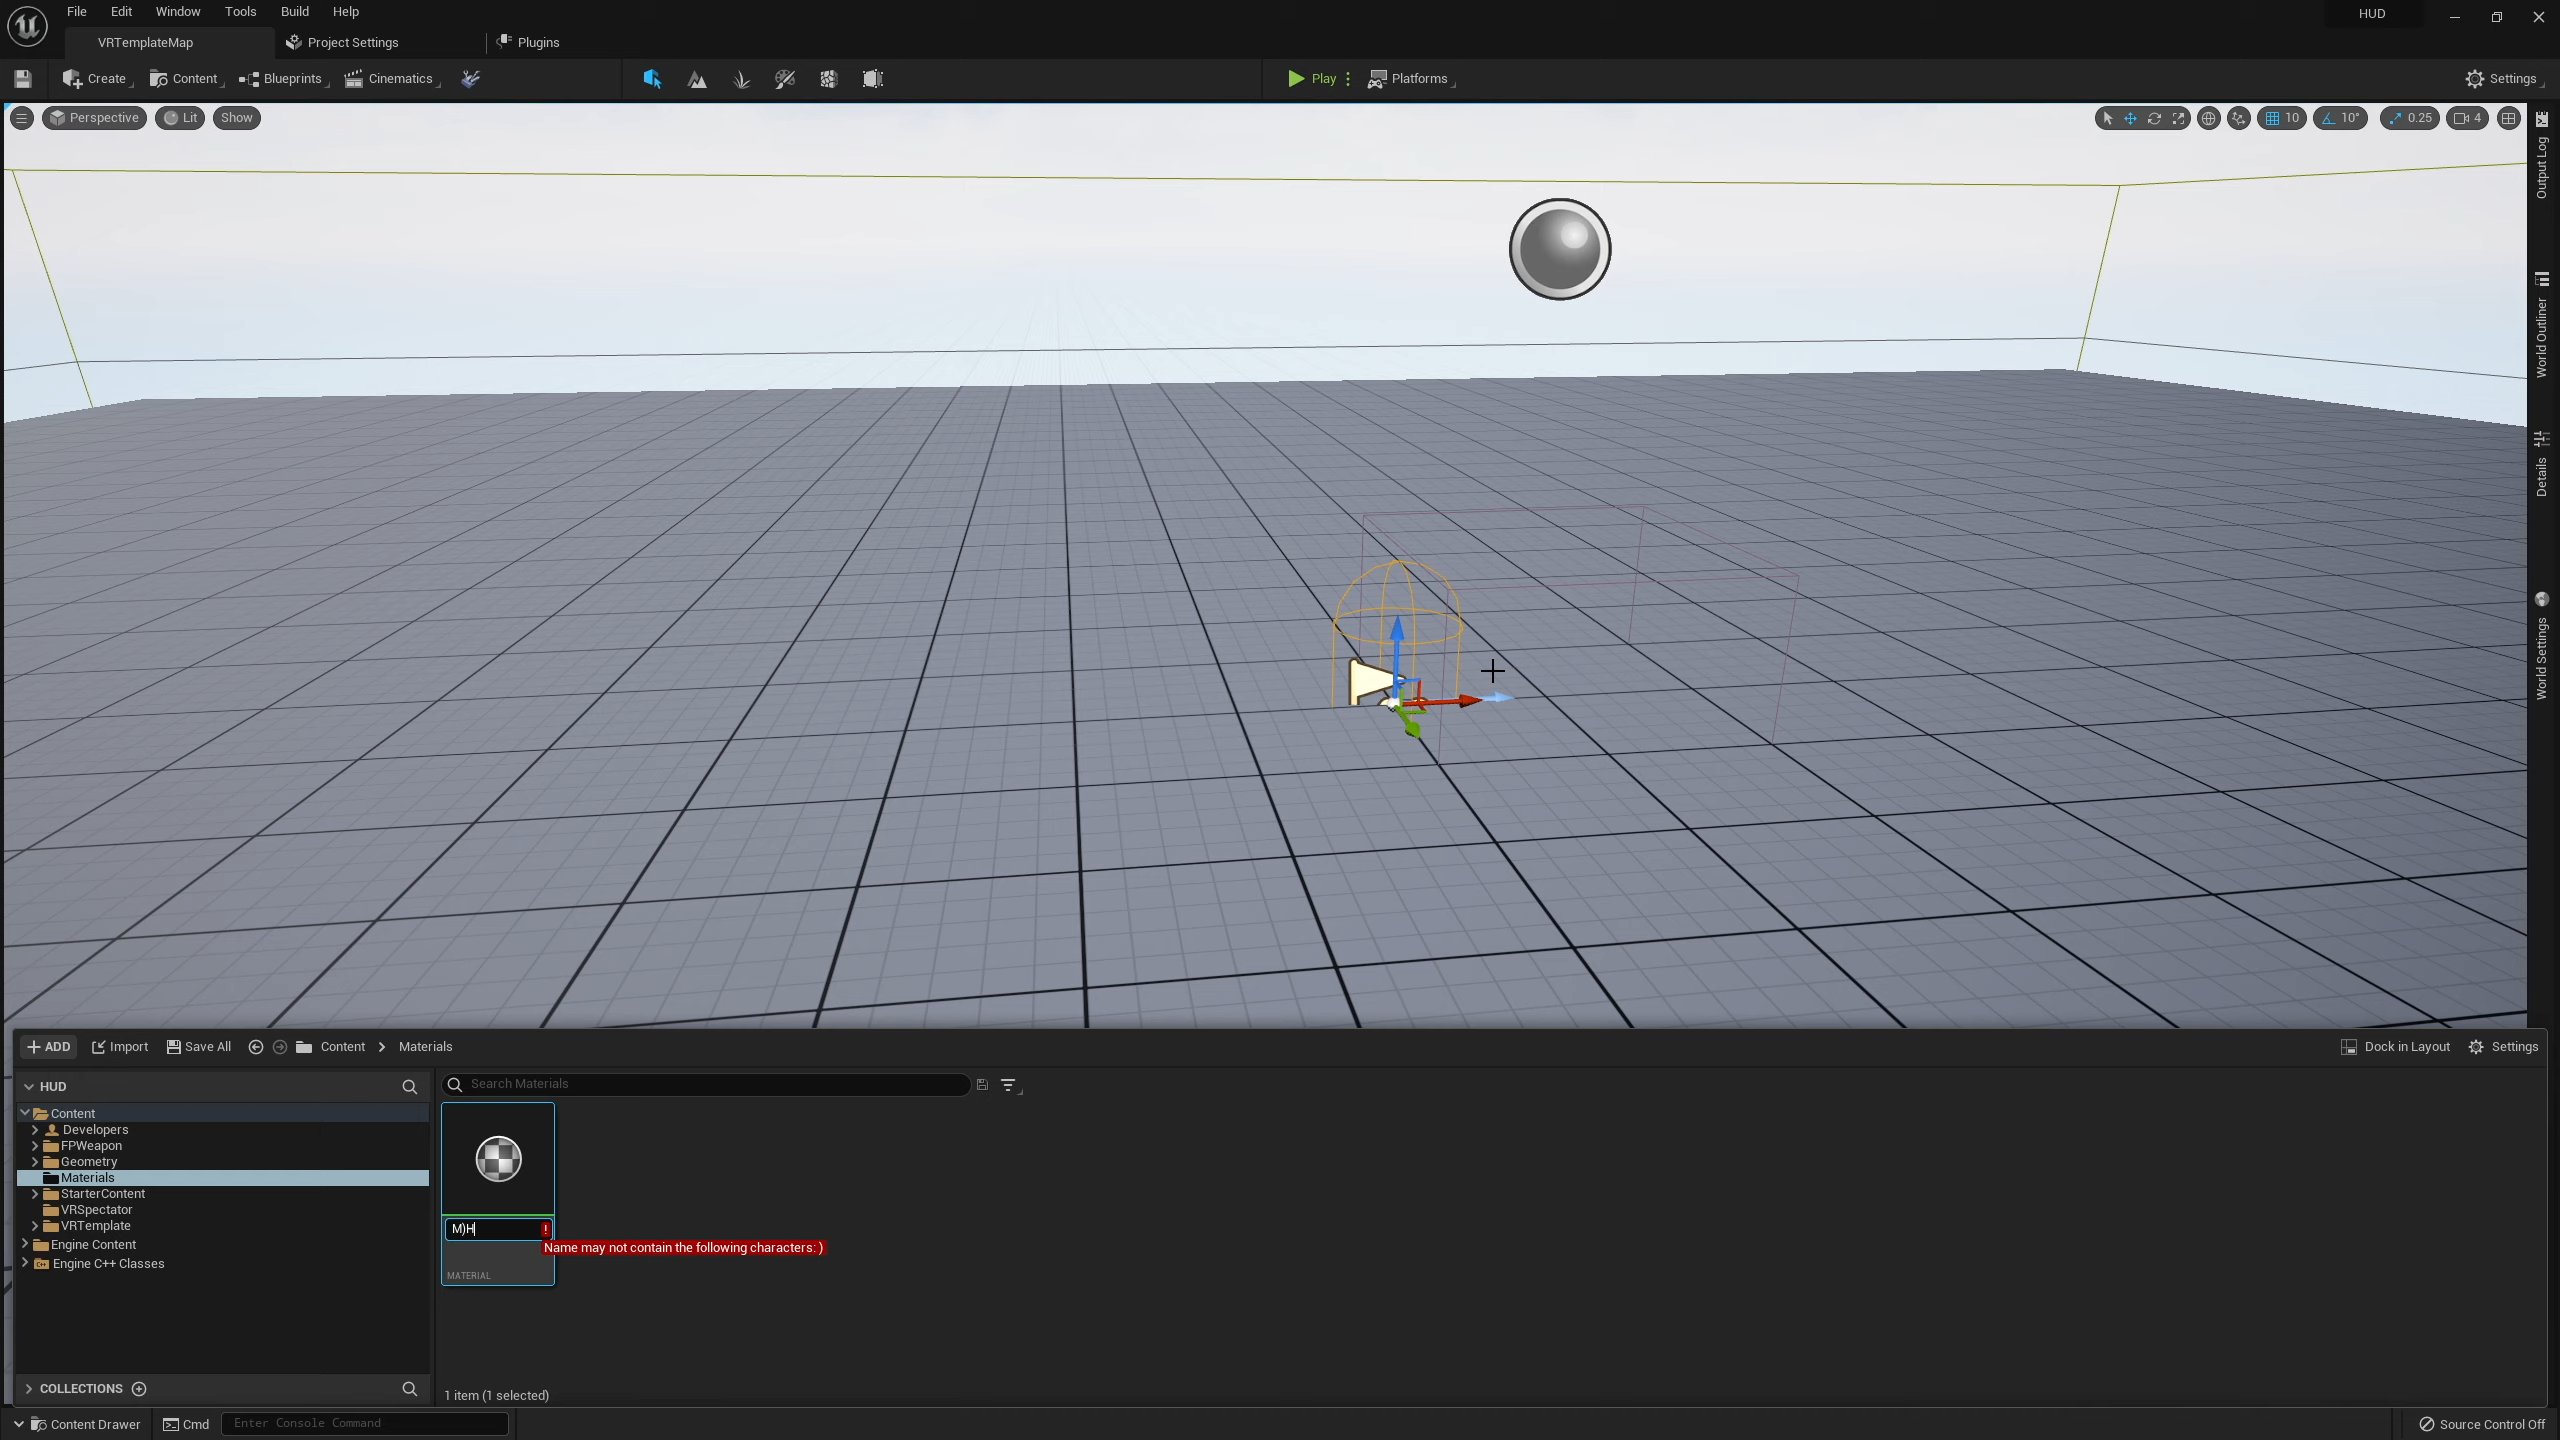 File Edit Window Tools Build Help
HUD
VRTemplateMap
Project Settings
Plugins
Create
Content
Blueprints
Cinematics
Play
Platforms
Settings
Perspective
Lit
Show
10
10°
0.25
4
Output Log
World Outliner
Details
World Settings
ADD
Import
Save All
Content
Materials
Dock in Layout
Settings
HUD
Search Materials
Content
Developers
FPWeapon
Geometry
Materials
StarterContent
VRSpectator
VRTemplate
Engine Content
Engine C++ Classes
M)H
!
Name may not contain the following characters: )
MATERIAL
COLLECTIONS
1 item (1 selected)
Content Drawer
Cmd
Enter Console Command
Source Control Off